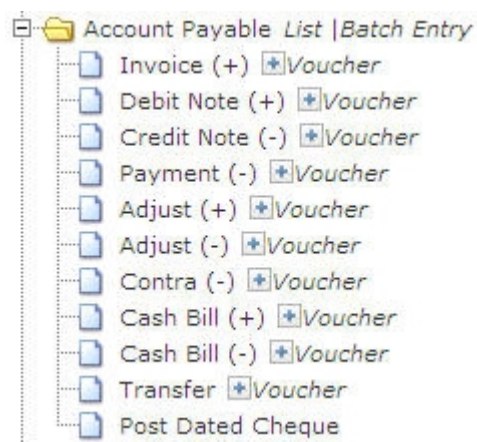 Account Payable List |Batch Entry
Invoice (+) Voucher
Debit Note (+) Voucher
Credit Note (-) Voucher
Payment (-) Voucher
Adjust (+) Voucher
Adjust (-) Voucher
Contra (-) Voucher
Cash Bill (+) Voucher
Cash Bill (-) Voucher
Transfer Voucher
Post Dated Cheque